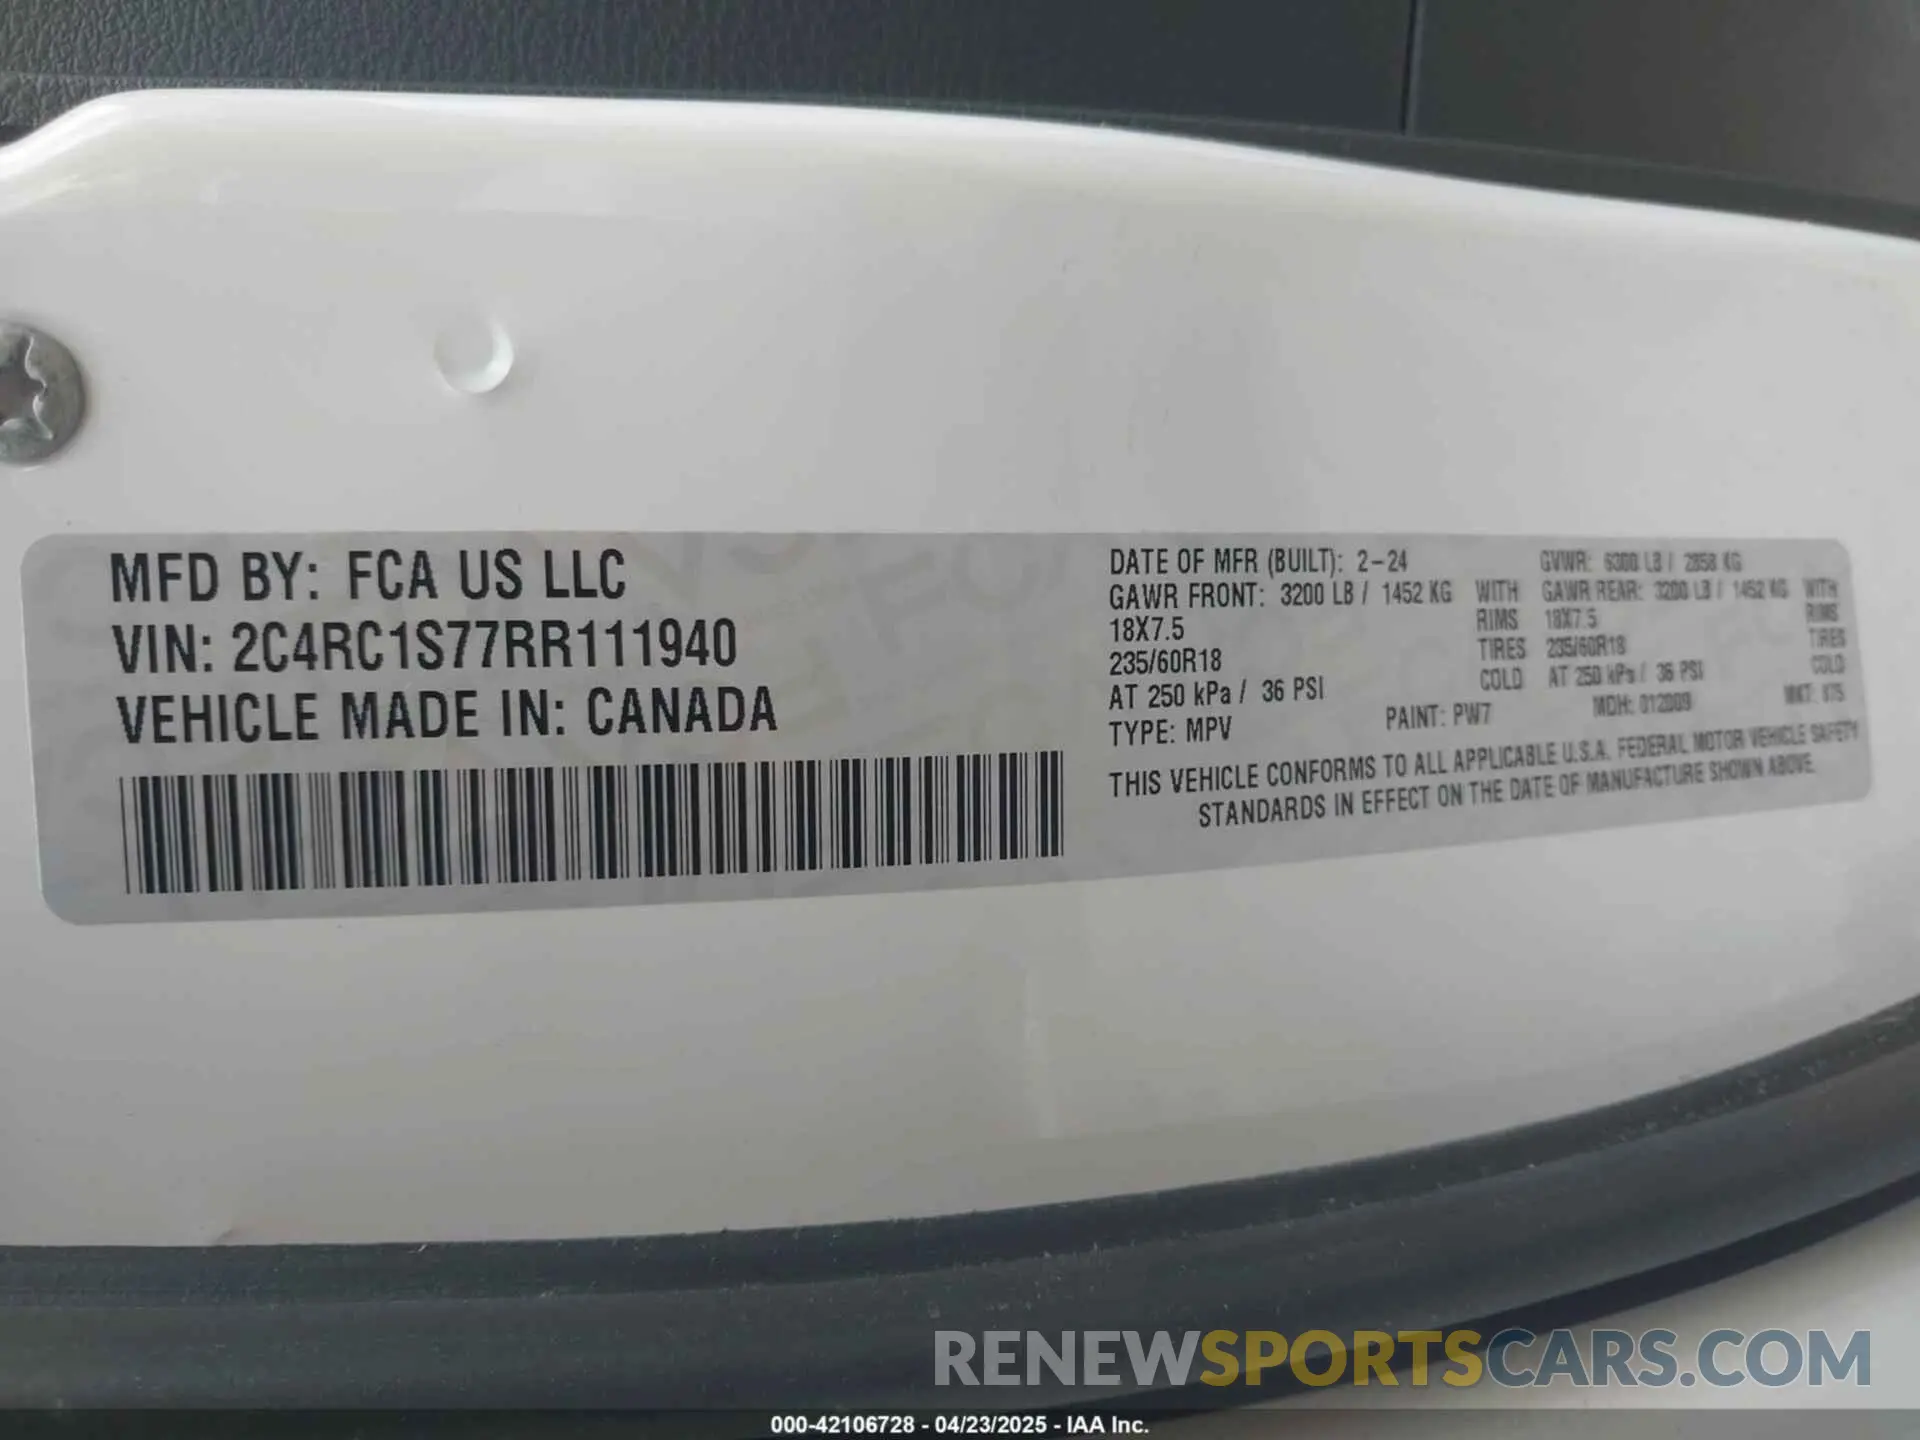 MFD BY: FCA US LLC
VIN: 2C4RC1S77RR111940
VEHICLE MADE IN: CANADA
DATE OF MFR (BUILT): 2-24 GVWR: 6300 LB / 2858 KG
GAWR FRONT: 3200 LB / 1452 KG WITH GAWR REAR: 3200 LB / 1452 KG WITH
18X7.5 RIMS 18X7.5 RIMS
235/60R18 TIRES 235/60R18 TIRES
AT 250 kPa / 36 PSI COLD AT 250 kPa / 36 PSI COLD
TYPE: MPV PAINT: PW7 MDH: 012009
THIS VEHICLE CONFORMS TO ALL APPLICABLE U.S.A. FEDERAL MOTOR VEHICLE SAFETY
STANDARDS IN EFFECT ON THE DATE OF MANUFACTURE SHOWN ABOVE.
RENEWSPORTSCARS.COM
000-42106728 - 04/23/2025 - IAA Inc.